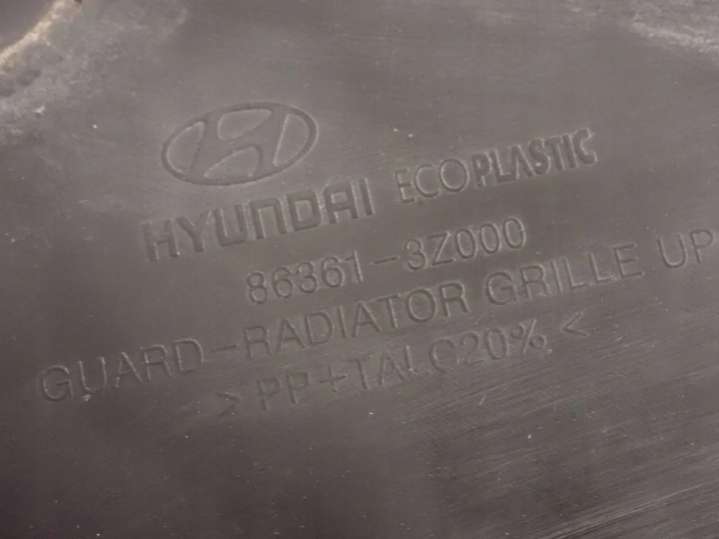 HYUNDAI ECOPLASTIC
86361-3Z000
GUARD-RADIATOR GRILLE UP
>PP+TALC20%<